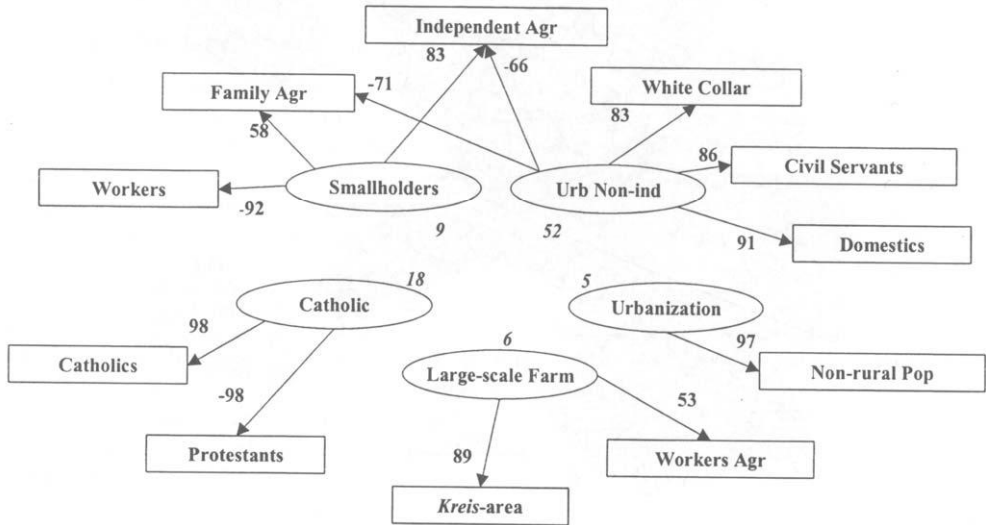 Independent Agr
83
-66
-71
Family Agr
White Collar
83
58
86
Civil Servants
Workers
Smallholders
Urb Non-ind
-92
9
52
91
Domestics
18
5
Catholic
Urbanization
98
97
6
Catholics
Large-scale Farm
Non-rural Pop
-98
53
Protestants
89
Workers Agr
Kreis-area